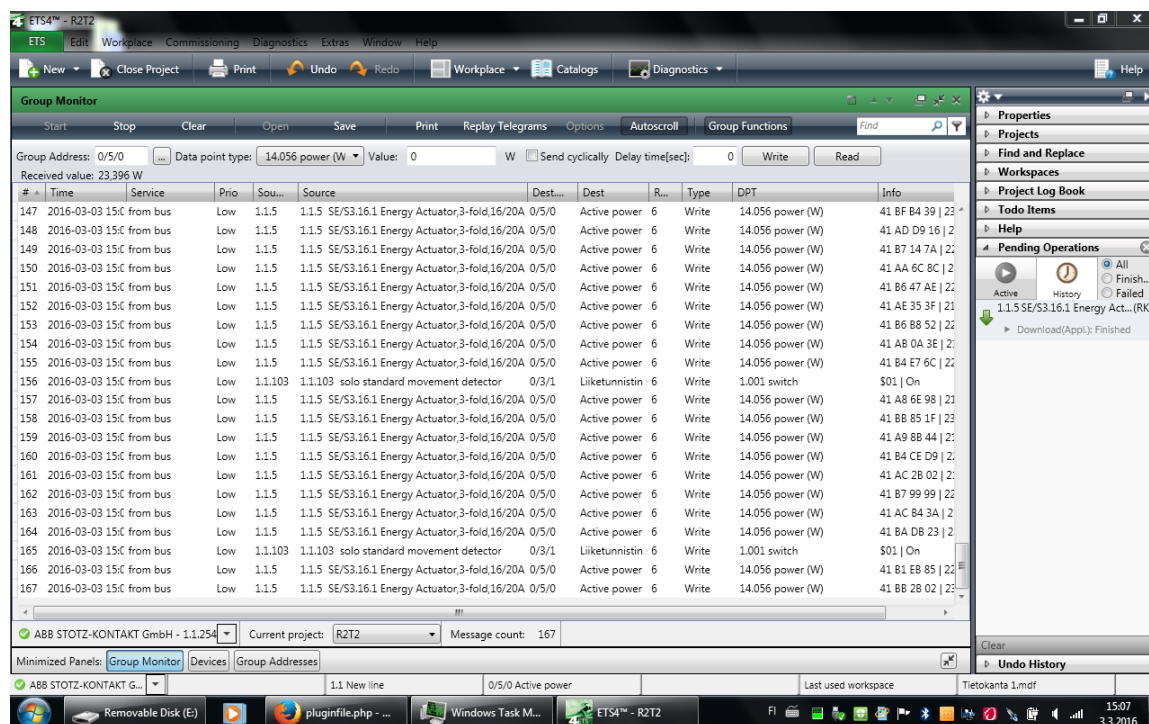 ETS4™ - R2T2
ETS Edit Workplace Commissioning Diagnostics Extras Window Help
New Close Project Print Undo Redo Workplace Catalogs Diagnostics Help
Group Monitor
Start Stop Clear Open Save Print Replay Telegrams Options Autoscroll Group Functions Find
Group Address: 0/5/0 ... Data point type: 14.056 power (W Value: 0 W Send cyclically Delay time[sec]: 0 Write Read
Received value: 23,396 W
# Time Service Prio Sou... Source Dest.... Dest R... Type DPT Info
147 2016-03-03 15:0 from bus Low 1.1.5 1.1.5 SE/S3.16.1 Energy Actuator,3-fold,16/20A 0/5/0 Active power 6 Write 14.056 power (W) 41 BF B4 39 | 23
148 2016-03-03 15:0 from bus Low 1.1.5 1.1.5 SE/S3.16.1 Energy Actuator,3-fold,16/20A 0/5/0 Active power 6 Write 14.056 power (W) 41 AD D9 16 | 2
149 2016-03-03 15:0 from bus Low 1.1.5 1.1.5 SE/S3.16.1 Energy Actuator,3-fold,16/20A 0/5/0 Active power 6 Write 14.056 power (W) 41 B7 14 7A | 22
150 2016-03-03 15:0 from bus Low 1.1.5 1.1.5 SE/S3.16.1 Energy Actuator,3-fold,16/20A 0/5/0 Active power 6 Write 14.056 power (W) 41 AA 6C 8C | 2
151 2016-03-03 15:0 from bus Low 1.1.5 1.1.5 SE/S3.16.1 Energy Actuator,3-fold,16/20A 0/5/0 Active power 6 Write 14.056 power (W) 41 B6 47 AE | 22
152 2016-03-03 15:0 from bus Low 1.1.5 1.1.5 SE/S3.16.1 Energy Actuator,3-fold,16/20A 0/5/0 Active power 6 Write 14.056 power (W) 41 AE 35 3F | 21
153 2016-03-03 15:0 from bus Low 1.1.5 1.1.5 SE/S3.16.1 Energy Actuator,3-fold,16/20A 0/5/0 Active power 6 Write 14.056 power (W) 41 B6 B8 52 | 22
154 2016-03-03 15:0 from bus Low 1.1.5 1.1.5 SE/S3.16.1 Energy Actuator,3-fold,16/20A 0/5/0 Active power 6 Write 14.056 power (W) 41 AB 0A 3E | 21
155 2016-03-03 15:0 from bus Low 1.1.5 1.1.5 SE/S3.16.1 Energy Actuator,3-fold,16/20A 0/5/0 Active power 6 Write 14.056 power (W) 41 B4 E7 6C | 22
156 2016-03-03 15:0 from bus Low 1.1.103 1.1.103 solo standard movement detector 0/3/1 Liiketunnistin 6 Write 1.001 switch $01 | On
157 2016-03-03 15:0 from bus Low 1.1.5 1.1.5 SE/S3.16.1 Energy Actuator,3-fold,16/20A 0/5/0 Active power 6 Write 14.056 power (W) 41 A8 6E 98 | 21
158 2016-03-03 15:0 from bus Low 1.1.5 1.1.5 SE/S3.16.1 Energy Actuator,3-fold,16/20A 0/5/0 Active power 6 Write 14.056 power (W) 41 BB 85 1F | 23
159 2016-03-03 15:0 from bus Low 1.1.5 1.1.5 SE/S3.16.1 Energy Actuator,3-fold,16/20A 0/5/0 Active power 6 Write 14.056 power (W) 41 A9 8B 44 | 21
160 2016-03-03 15:0 from bus Low 1.1.5 1.1.5 SE/S3.16.1 Energy Actuator,3-fold,16/20A 0/5/0 Active power 6 Write 14.056 power (W) 41 B4 CE D9 | 22
161 2016-03-03 15:0 from bus Low 1.1.5 1.1.5 SE/S3.16.1 Energy Actuator,3-fold,16/20A 0/5/0 Active power 6 Write 14.056 power (W) 41 AC 2B 02 | 21
162 2016-03-03 15:0 from bus Low 1.1.5 1.1.5 SE/S3.16.1 Energy Actuator,3-fold,16/20A 0/5/0 Active power 6 Write 14.056 power (W) 41 B7 99 99 | 22
163 2016-03-03 15:0 from bus Low 1.1.5 1.1.5 SE/S3.16.1 Energy Actuator,3-fold,16/20A 0/5/0 Active power 6 Write 14.056 power (W) 41 AC B4 3A | 2
164 2016-03-03 15:0 from bus Low 1.1.5 1.1.5 SE/S3.16.1 Energy Actuator,3-fold,16/20A 0/5/0 Active power 6 Write 14.056 power (W) 41 BA DB 23 | 2
165 2016-03-03 15:0 from bus Low 1.1.103 1.1.103 solo standard movement detector 0/3/1 Liiketunnistin 6 Write 1.001 switch $01 | On
166 2016-03-03 15:0 from bus Low 1.1.5 1.1.5 SE/S3.16.1 Energy Actuator,3-fold,16/20A 0/5/0 Active power 6 Write 14.056 power (W) 41 B1 EB 85 | 22
167 2016-03-03 15:0 from bus Low 1.1.5 1.1.5 SE/S3.16.1 Energy Actuator,3-fold,16/20A 0/5/0 Active power 6 Write 14.056 power (W) 41 BB 2B 02 | 23
ABB STOTZ-KONTAKT GmbH - 1.1.254 Current project: R2T2 Message count: 167
Minimized Panels: Group Monitor Devices Group Addresses
Properties
Projects
Find and Replace
Workspaces
Project Log Book
Todo Items
Help
Pending Operations
Active History All Finish... Failed
1.1.5 SE/S3.16.1 Energy Act...(RK
Download(Appl.): Finished
Clear
Undo History
ABB STOTZ-KONTAKT G... 1.1 New line 0/5/0 Active power Last used workspace Tietokanta 1.mdf
Removable Disk (E:) pluginfile.php - ... Windows Task M... ETS4™ - R2T2 FI 15:07
3.3.2016